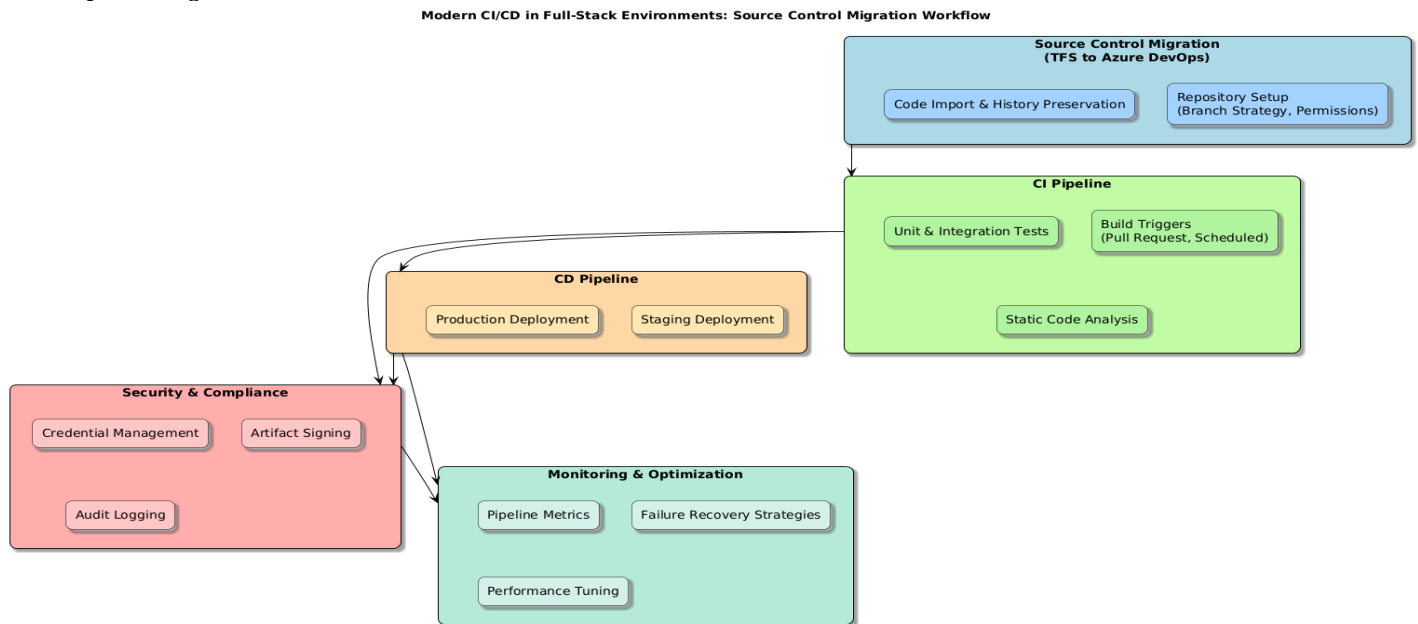 Modern CI/CD in Full-Stack Environments: Source Control Migration Workflow
Source Control Migration
(TFS to Azure DevOps)
Code Import & History Preservation
Repository Setup
(Branch Strategy, Permissions)
CI Pipeline
Unit & Integration Tests
Build Triggers
(Pull Request, Scheduled)
Static Code Analysis
CD Pipeline
Production Deployment
Staging Deployment
Security & Compliance
Credential Management
Artifact Signing
Audit Logging
Monitoring & Optimization
Pipeline Metrics
Failure Recovery Strategies
Performance Tuning